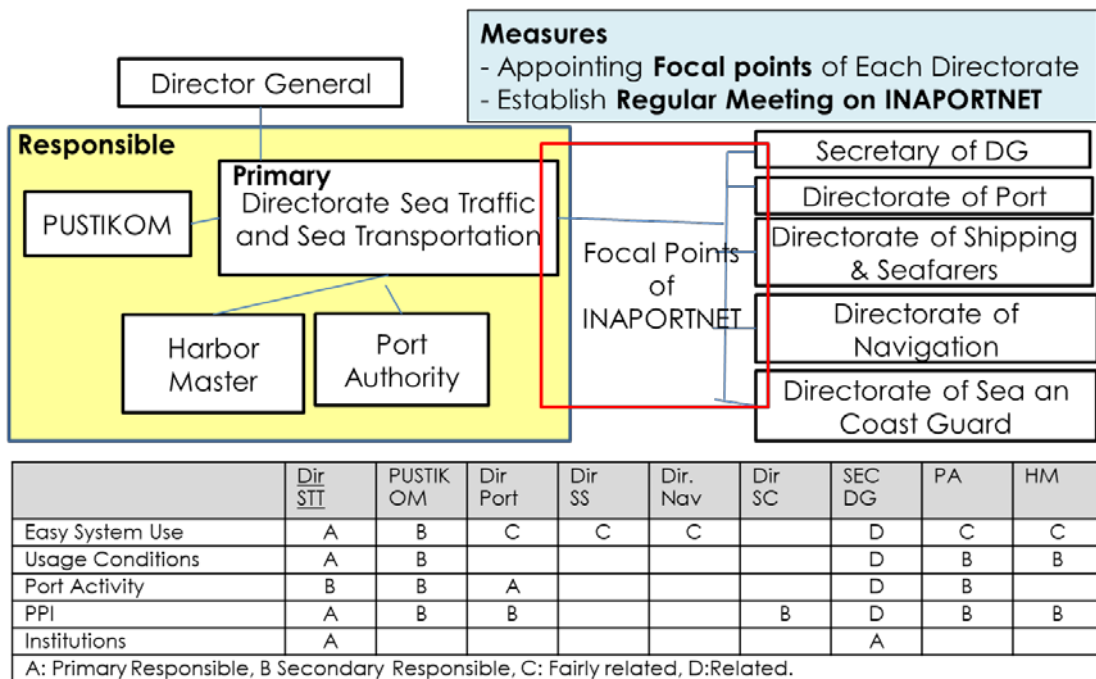 Measures
- Appointing Focal points of Each Directorate
- Establish Regular Meeting on INAPORTNET
Director General
Responsible
Primary
Directorate Sea Traffic
and Sea Transportation
PUSTIKOM
Harbor
Master
Port
Authority
Focal Points
of
INAPORTNET
Secretary of DG
Directorate of Port
Directorate of Shipping
& Seafarers
Directorate of
Navigation
Directorate of Sea an
Coast Guard
Dir STT PUSTIK OM Dir Port Dir SS Dir. Nav Dir SC SEC DG PA HM
Easy System Use A B C C C D C C
Usage Conditions A B D B B
Port Activity B B A D B
PPI A B B B D B B
Institutions A A
A: Primary Responsible, B Secondary Responsible, C: Fairly related, D:Related.